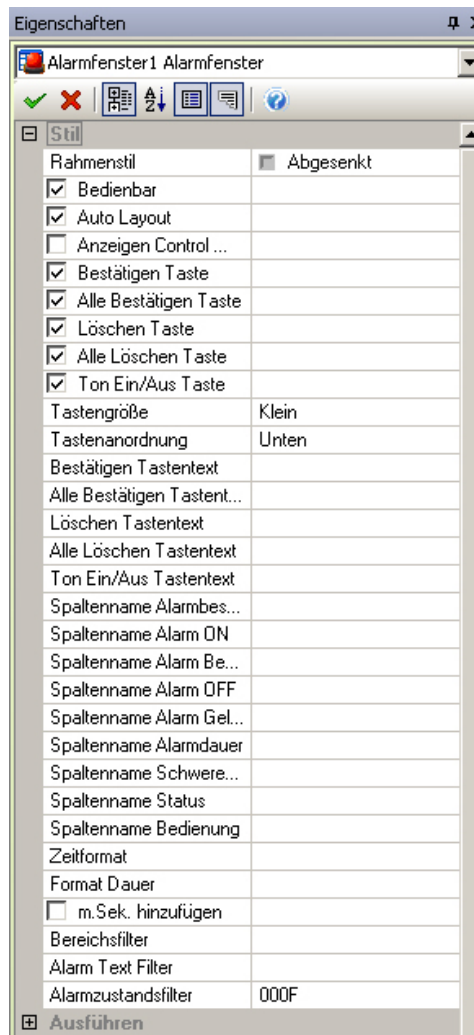 Eigenschaften
Alarmfenster1 Alarmfenster
Stil
Rahmenstil Abgesenkt
Bedienbar
Auto Layout
Anzeigen Control ...
Bestätigen Taste
Alle Bestätigen Taste
Löschen Taste
Alle Löschen Taste
Ton Ein/Aus Taste
Tastengröße Klein
Tastenanordnung Unten
Bestätigen Tastentext
Alle Bestätigen Tastent...
Löschen Tastentext
Alle Löschen Tastentext
Ton Ein/Aus Tastentext
Spaltenname Alarmbes...
Spaltenname Alarm ON
Spaltenname Alarm Be...
Spaltenname Alarm OFF
Spaltenname Alarm Gel...
Spaltenname Alarmdauer
Spaltenname Schwere...
Spaltenname Status
Spaltenname Bedienung
Zeitformat
Format Dauer
m.Sek. hinzufügen
Bereichsfilter
Alarm Text Filter
Alarmzustandsfilter 000F
Ausführen